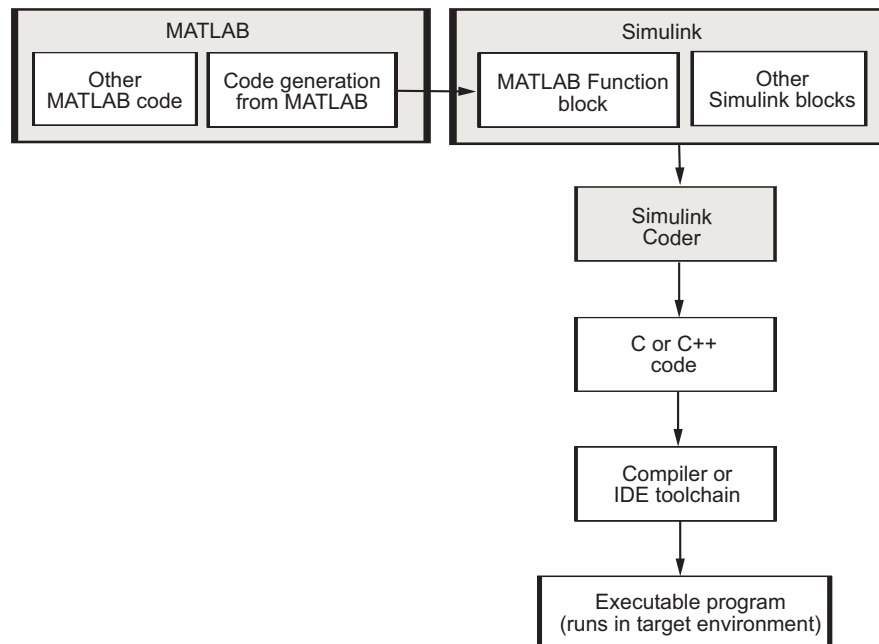 MATLAB
Other
MATLAB code
Code generation
from MATLAB
Simulink
MATLAB Function
block
Other
Simulink blocks
Simulink
Coder
C or C++
code
Compiler or
IDE toolchain
Executable program
(runs in target environment)